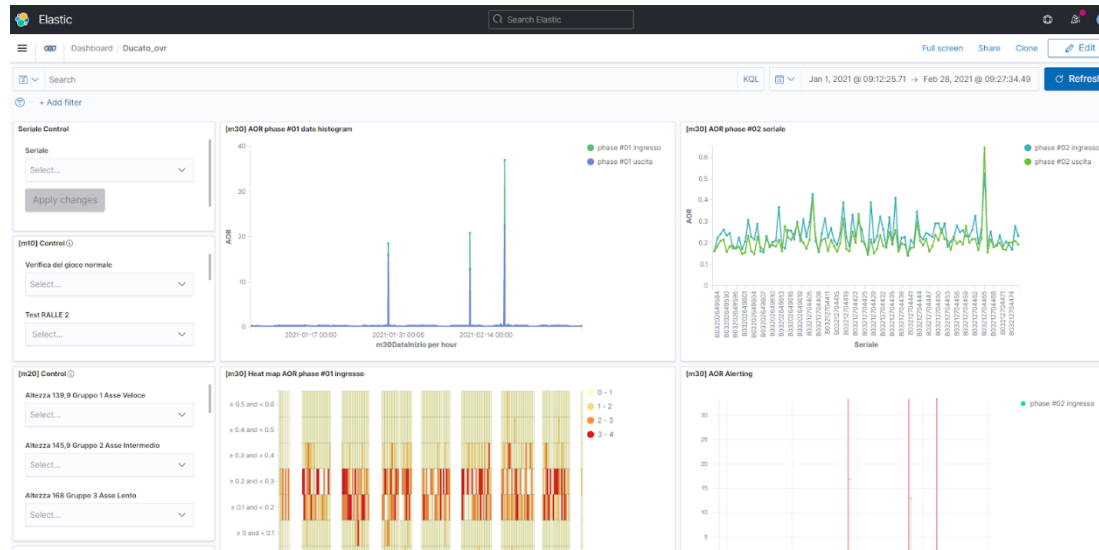 Elastic
Search Elastic
Dashboard / Ducato_ovr
Full screen Share Clone Edit
Search
KQL
Jan 1, 2021 @ 09:12:25.71 → Feb 28, 2021 @ 09:27:34.49
Refresh
+ Add filter
Seriale Control
Seriale
Select...
Apply changes
[m10] Control
Verifica del gioco normale
Select...
Test RALLE 2
Select...
[m20] Control
Altezza 139,9 Gruppo 1 Asse Veloce
Select...
Altezza 145,9 Gruppo 2 Asse Intermedio
Select...
Altezza 168 Gruppo 3 Asse Lento
Select...
[m30] AOR phase #01 date histogram
40
30
20
10
0
AOR
2021-01-17 00:00
2021-01-31 00:00
2021-02-14 00:00
m30DataInizio per hour
phase #01 ingresso
phase #01 uscita
[m30] AOR phase #02 seriale
0.6
0.5
0.4
0.3
0.2
0.1
0
AOR
Seriale
phase #02 ingresso
phase #02 uscita
[m30] Heat map AOR phase #01 ingresso
≥ 0.5 and < 0.6
≥ 0.4 and < 0.5
≥ 0.3 and < 0.4
≥ 0.2 and < 0.3
≥ 0.1 and < 0.2
≥ 0 and < 0.1
0 - 1
1 - 2
2 - 3
3 - 4
[m30] AOR Alerting
30
25
20
15
10
5
phase #02 ingresso